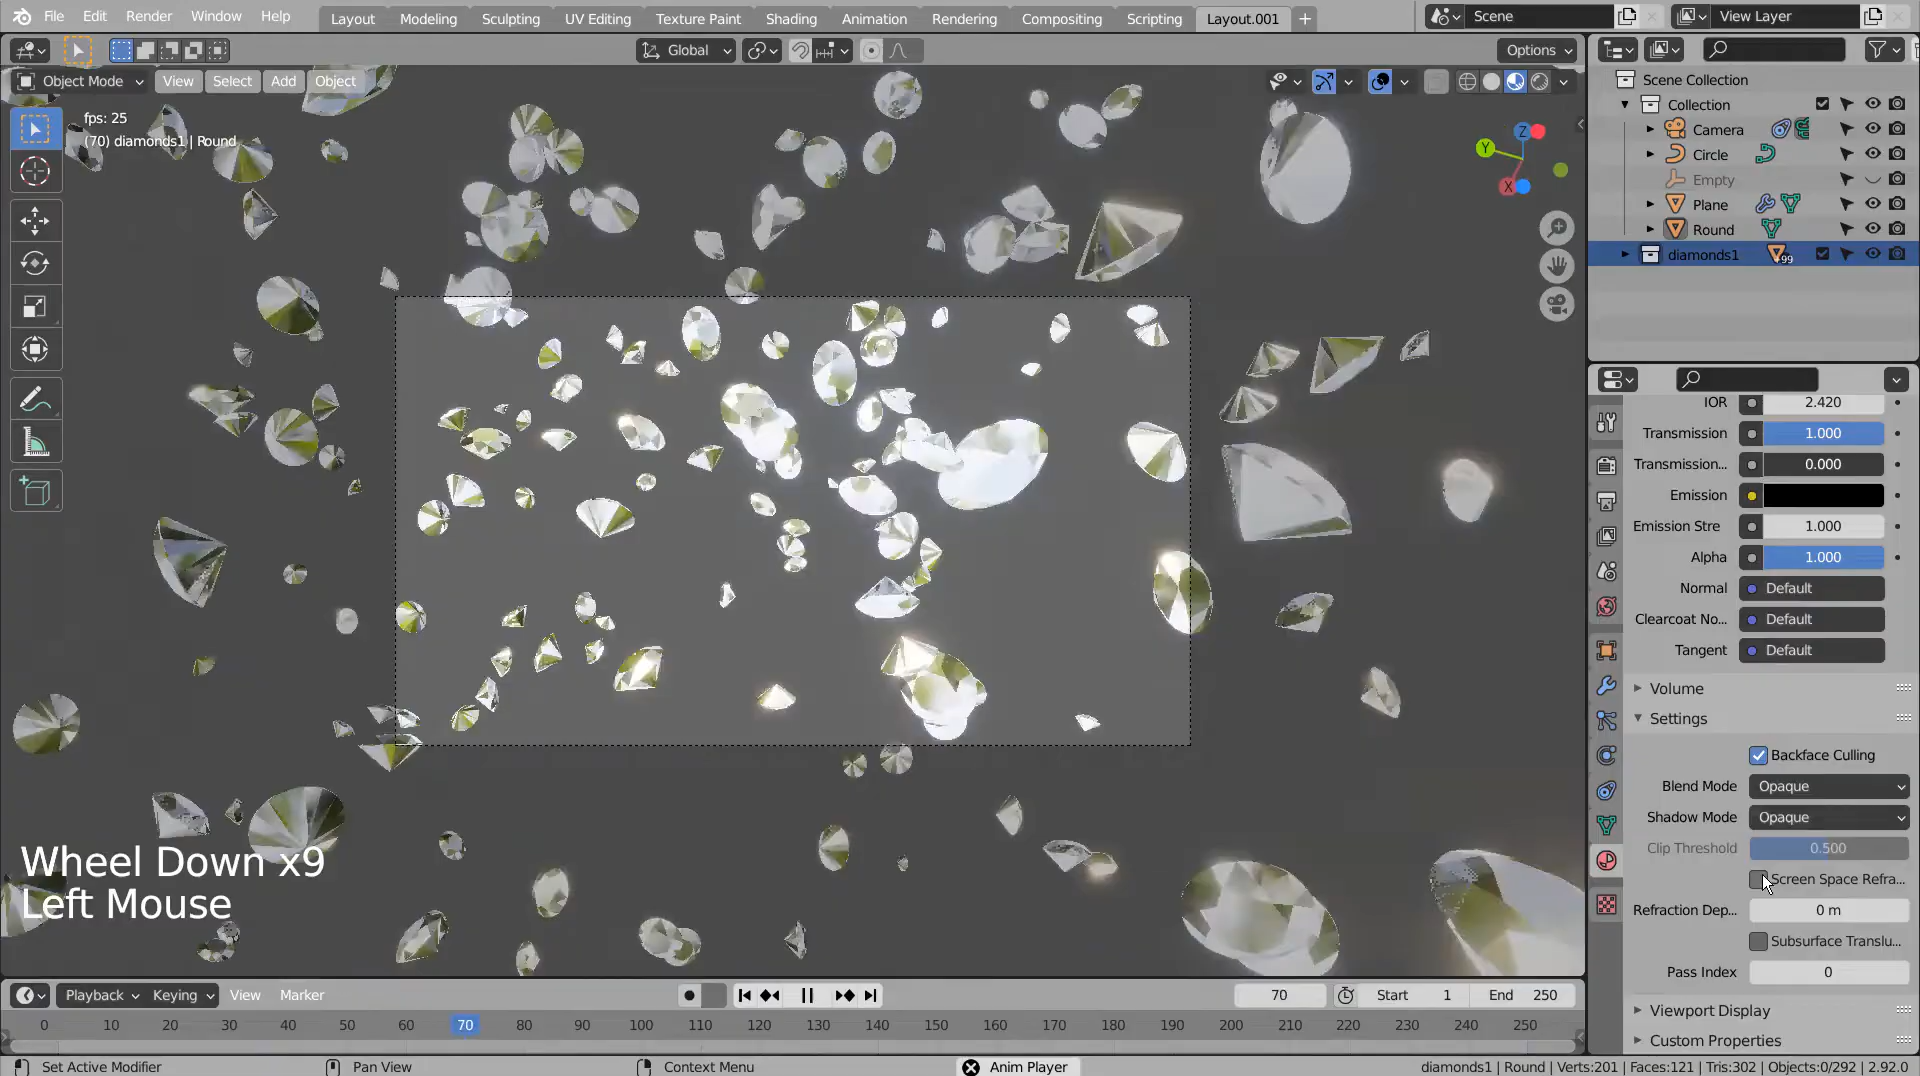 File Edit Render Window Help Layout Modeling Sculpting UV Editing Texture Paint Shading Animation Rendering Compositing Scripting Layout.001 + Scene View Layer
Global Options
Object Mode View Select Add Object
fps: 25
(70) diamonds1 | Round
Z
Y
X
Scene Collection
Collection
Camera
Circle
Empty
Plane
Round
diamonds1 99
IOR 2.420
Transmission 1.000
Transmission... 0.000
Emission
Emission Stre 1.000
Alpha 1.000
Normal Default
Clearcoat No... Default
Tangent Default
Volume
Settings
Backface Culling
Blend Mode Opaque
Shadow Mode Opaque
Clip Threshold 0.500
Screen Space Refra...
Refraction Dep... 0 m
Subsurface Translu...
Pass Index 0
Viewport Display
Custom Properties
Wheel Down x9
Left Mouse
Playback Keying View Marker 70 Start 1 End 250
0 10 20 30 40 50 60 70 80 90 100 110 120 130 140 150 160 170 180 190 200 210 220 230 240 250
Set Active Modifier Pan View Context Menu Anim Player diamonds1 | Round | Verts:201 | Faces:121 | Tris:302 | Objects:0/292 | 2.92.0